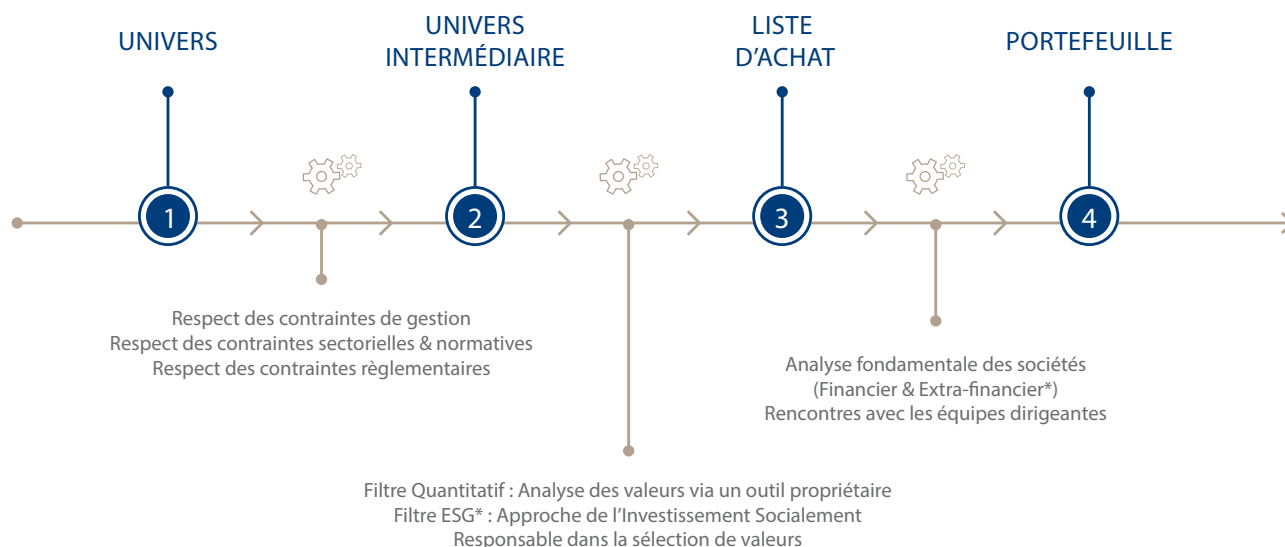 UNIVERS
UNIVERS
INTERMÉDIAIRE
LISTE
D'ACHAT
PORTEFEUILLE
1
2
3
4
Respect des contraintes de gestion
Respect des contraintes sectorielles & normatives
Respect des contraintes règlementaires
Analyse fondamentale des sociétés
(Financier & Extra-financier*)
Rencontres avec les équipes dirigeantes
Filtre Quantitatif : Analyse des valeurs via un outil propriétaire
Filtre ESG* : Approche de l'Investissement Socialement
Responsable dans la sélection de valeurs